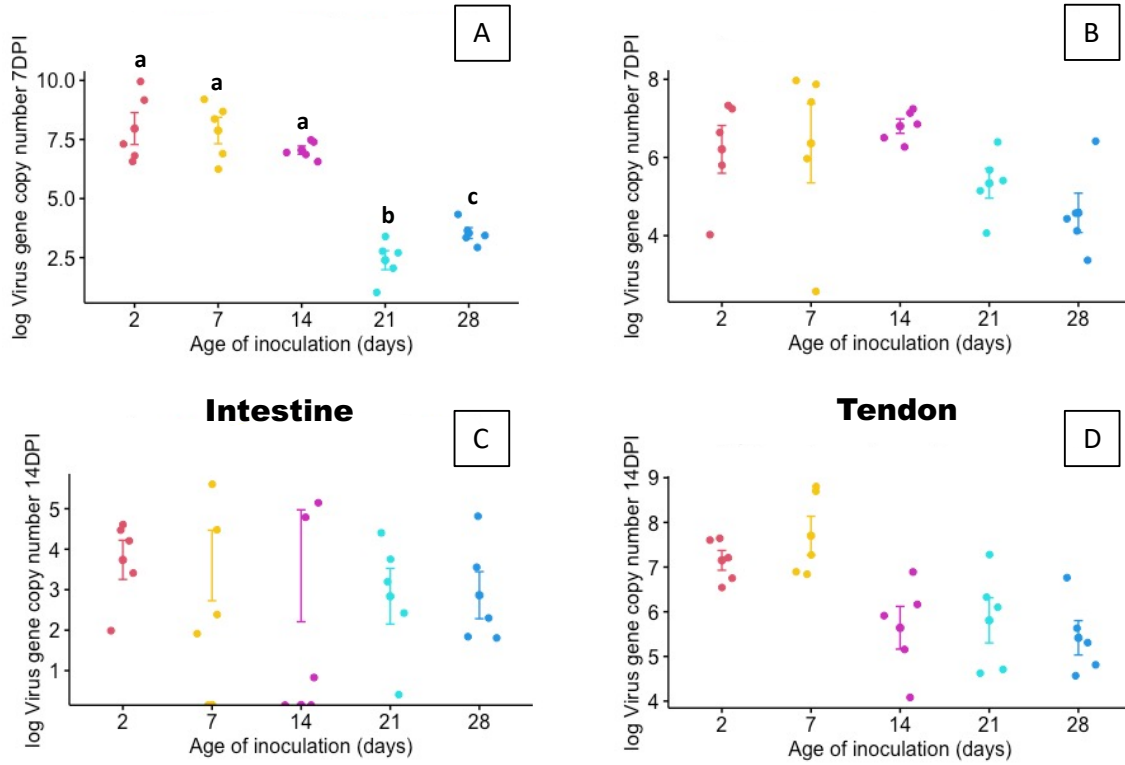 A
log Virus gene copy number 7DPI
10.0
7.5
5.0
2.5
a
a
a
b
c
2
7
14
21
28
Age of inoculation (days)
B
log Virus gene copy number 7DPI
8
6
4
2
7
14
21
28
Age of inoculation (days)
Intestine
C
log Virus gene copy number 14DPI
5
4
3
2
1
2
7
14
21
28
Age of inoculation (days)
Tendon
D
log Virus gene copy number 14DPI
9
8
7
6
5
4
2
7
14
21
28
Age of inoculation (days)